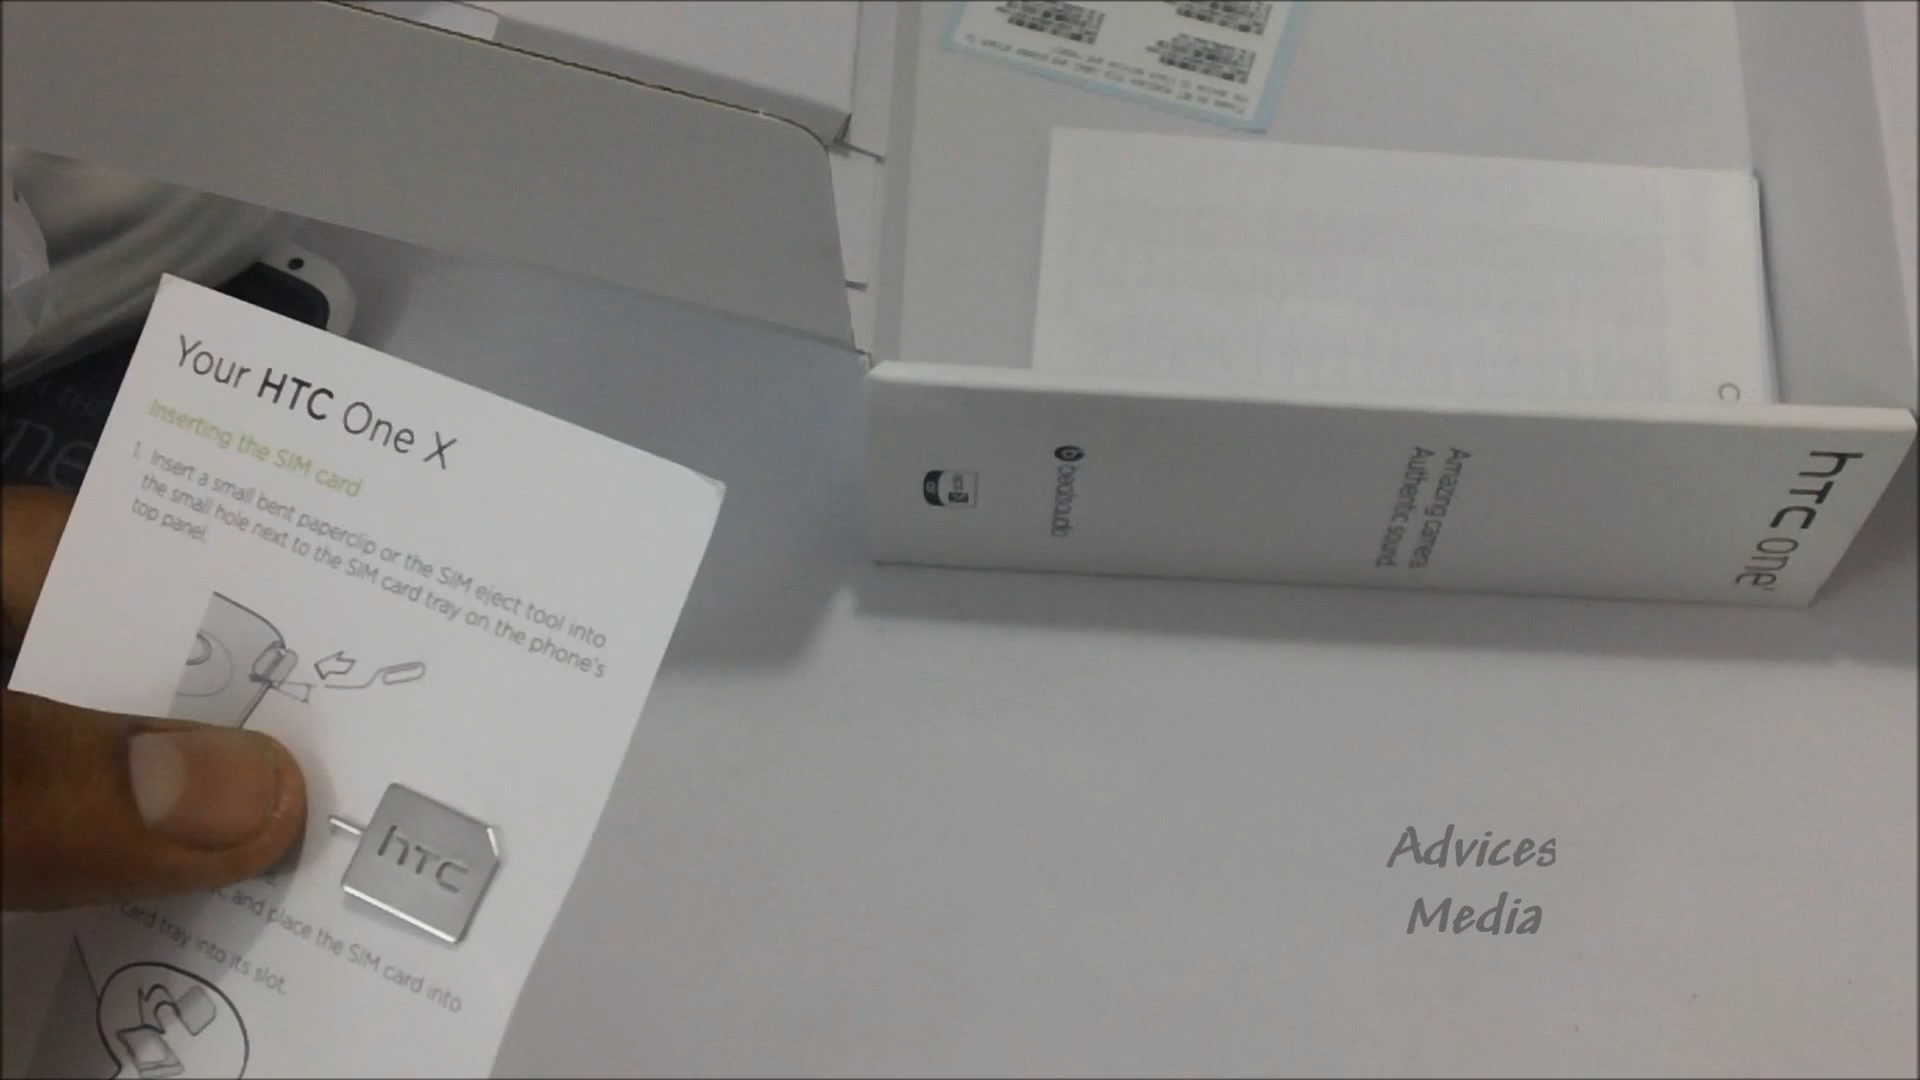 Your HTC One X
Inserting the SIM card
1. Insert a small bent paperclip or the SIM eject tool into
the small hole next to the SIM card tray on the phone's
top panel.
hTC
and place the SIM card into
card tray into its slot.
hTC one
Amazing camera
Authentic sound.
beatsaudio
Advices
Media